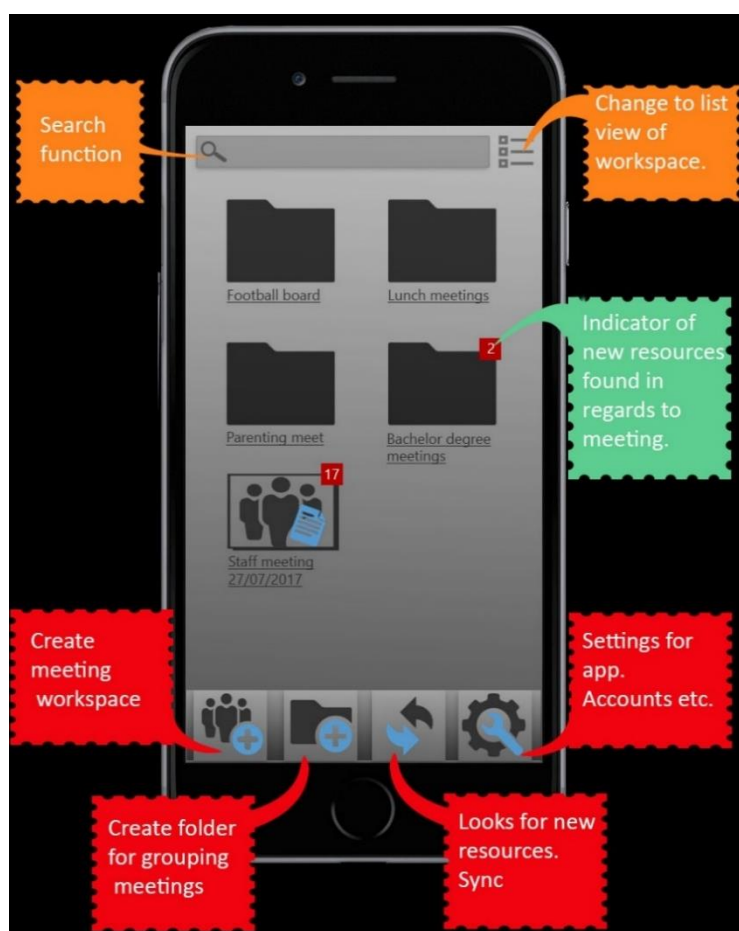 Search
function
Change to list
view of
workspace.
Football board
Lunch meetings
Indicator of
new resources
found in
regards to
meeting.
2
Parenting meet
Bachelor degree
meetings
17
Staff meeting
27/07/2017
Create
meeting
workspace
Settings for
app.
Accounts etc.
Create folder
for grouping
meetings
Looks for new
resources.
Sync